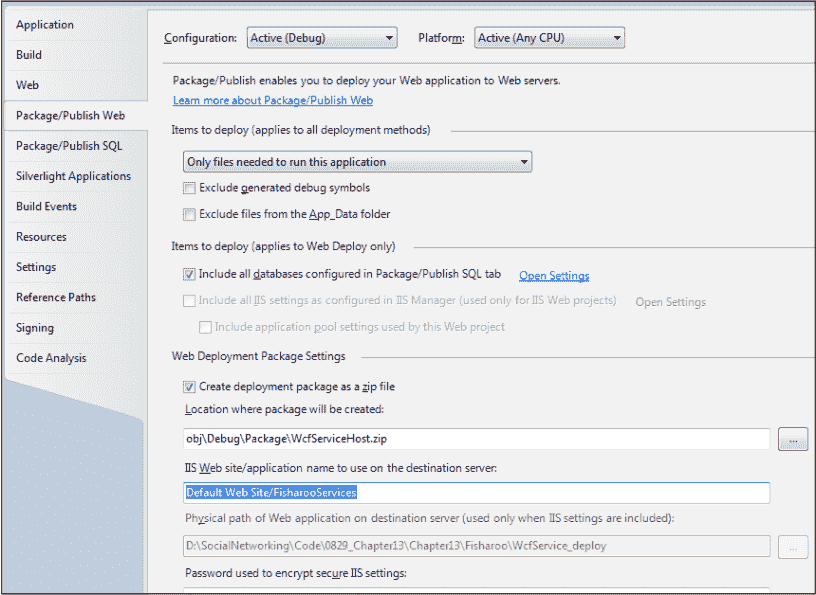 Application
Build
Web
Package/Publish Web
Package/Publish SQL
Silverlight Applications
Build Events
Resources
Settings
Reference Paths
Signing
Code Analysis
Configuration: Active (Debug) Platform: Active (Any CPU)
Package/Publish enables you to deploy your Web application to Web servers.
Learn more about Package/Publish Web
Items to deploy (applies to all deployment methods)
Only files needed to run this application
Exclude generated debug symbols
Exclude files from the App_Data folder
Items to deploy (applies to Web Deploy only)
Include all databases configured in Package/Publish SQL tab Open Settings
Include all IIS settings as configured in IIS Manager (used only for IIS Web projects) Open Settings
Include application pool settings used by this Web project
Web Deployment Package Settings
Create deployment package as a zip file
Location where package will be created:
obj\Debug\Package\WcfServiceHost.zip ...
IIS Web site/application name to use on the destination server:
Default Web Site/FisharooServices
Physical path of Web application on destination server (used only when IIS settings are included):
D:\SocialNetworking\Code\0829_Chapter13\Chapter13\Fisharoo\WcfService_deploy ...
Password used to encrypt secure IIS settings: